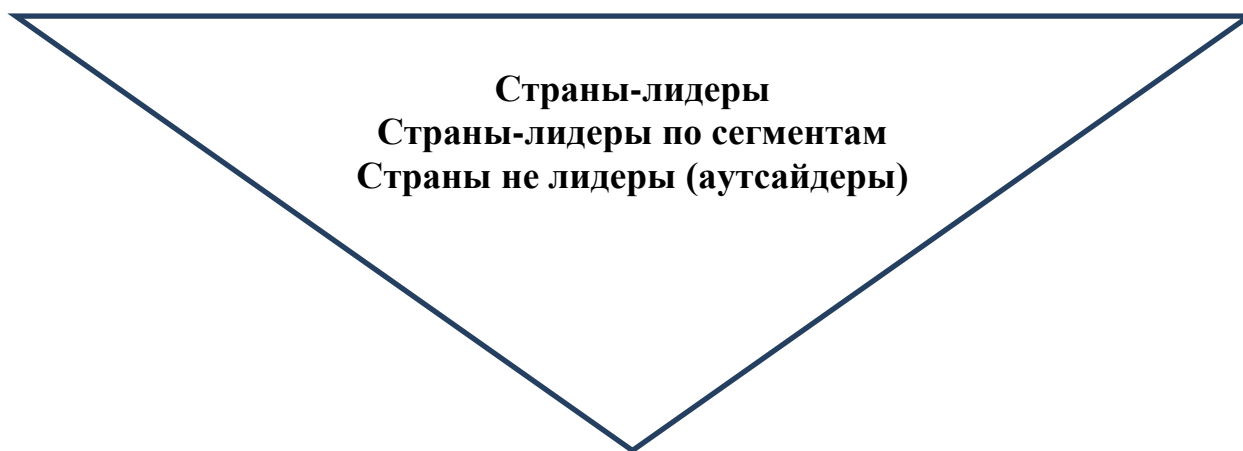 Страны-лидеры
Страны-лидеры по сегментам
Страны не лидеры (аутсайдеры)